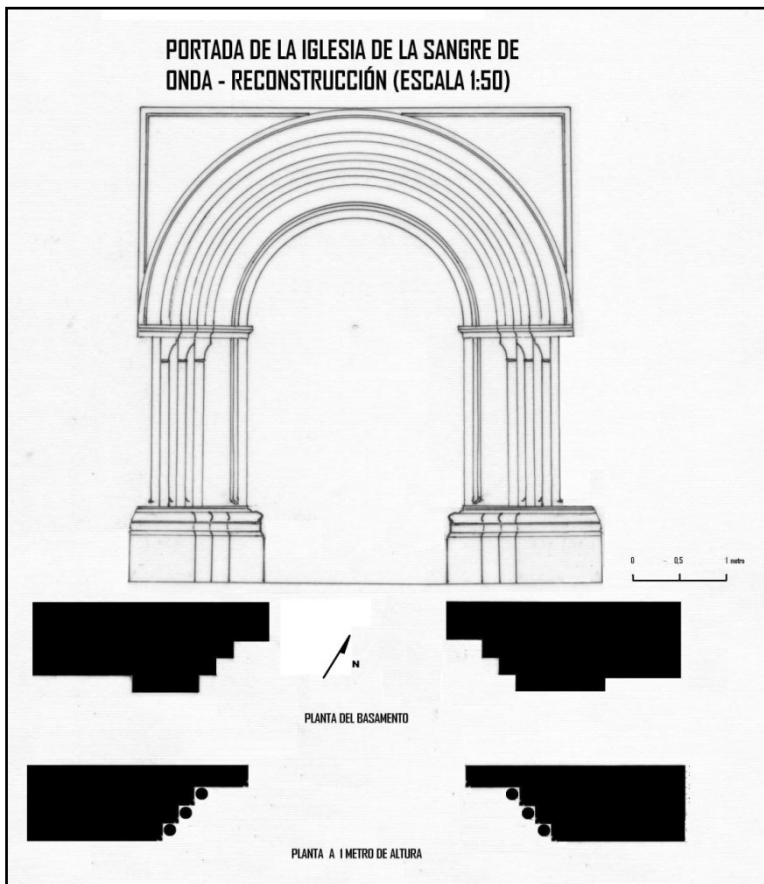 PORTADA DE LA IGLESIA DE LA SANGRE DE
ONDA - RECONSTRUCCIÓN (ESCALA 1:50)
0 0,5 1 metro
N
PLANTA DEL BASAMENTO
PLANTA A 1 METRO DE ALTURA